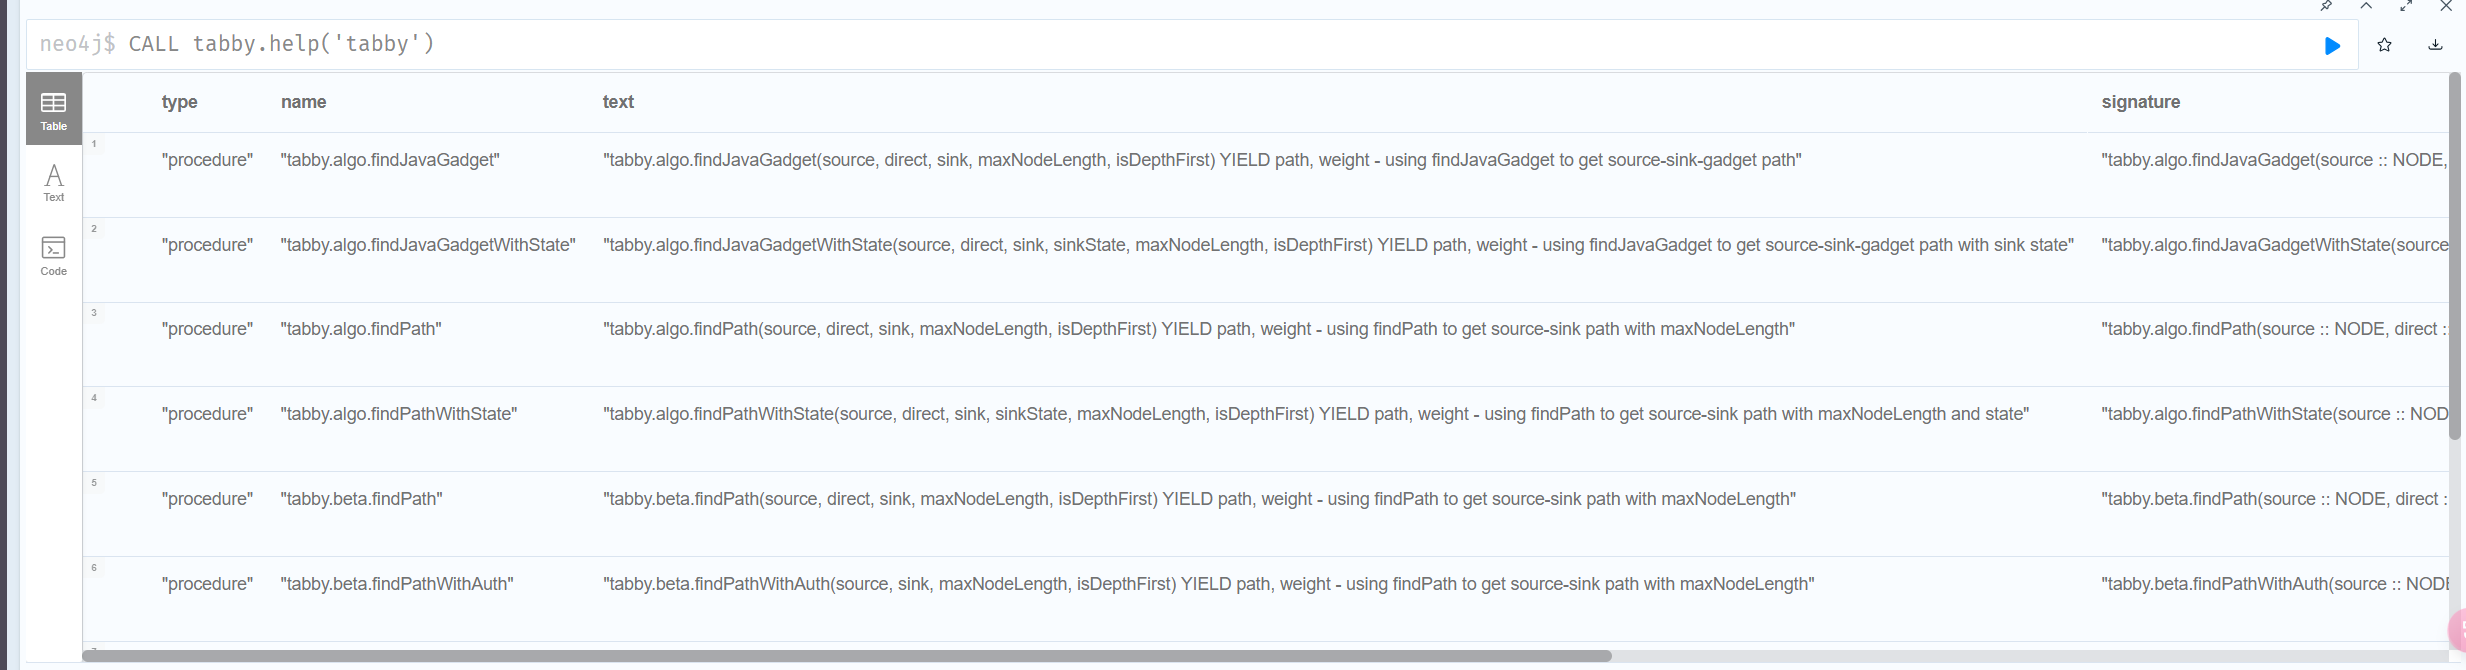 neo4j$ CALL tabby.help('tabby')
type name text signature
Table
1
"procedure" "tabby.algo.findJavaGadget" "tabby.algo.findJavaGadget(source, direct, sink, maxNodeLength, isDepthFirst) YIELD path, weight - using findJavaGadget to get source-sink-gadget path" "tabby.algo.findJavaGadget(source :: NODE,
Text
2
"procedure" "tabby.algo.findJavaGadgetWithState" "tabby.algo.findJavaGadgetWithState(source, direct, sink, sinkState, maxNodeLength, isDepthFirst) YIELD path, weight - using findJavaGadget to get source-sink-gadget path with sink state" "tabby.algo.findJavaGadgetWithState(source
Code
3
"procedure" "tabby.algo.findPath" "tabby.algo.findPath(source, direct, sink, maxNodeLength, isDepthFirst) YIELD path, weight - using findPath to get source-sink path with maxNodeLength" "tabby.algo.findPath(source :: NODE, direct :
4
"procedure" "tabby.algo.findPathWithState" "tabby.algo.findPathWithState(source, direct, sink, sinkState, maxNodeLength, isDepthFirst) YIELD path, weight - using findPath to get source-sink path with maxNodeLength and state" "tabby.algo.findPathWithState(source :: NOD
5
"procedure" "tabby.beta.findPath" "tabby.beta.findPath(source, direct, sink, maxNodeLength, isDepthFirst) YIELD path, weight - using findPath to get source-sink path with maxNodeLength" "tabby.beta.findPath(source :: NODE, direct :
6
"procedure" "tabby.beta.findPathWithAuth" "tabby.beta.findPathWithAuth(source, sink, maxNodeLength, isDepthFirst) YIELD path, weight - using findPath to get source-sink path with maxNodeLength" "tabby.beta.findPathWithAuth(source :: NODE